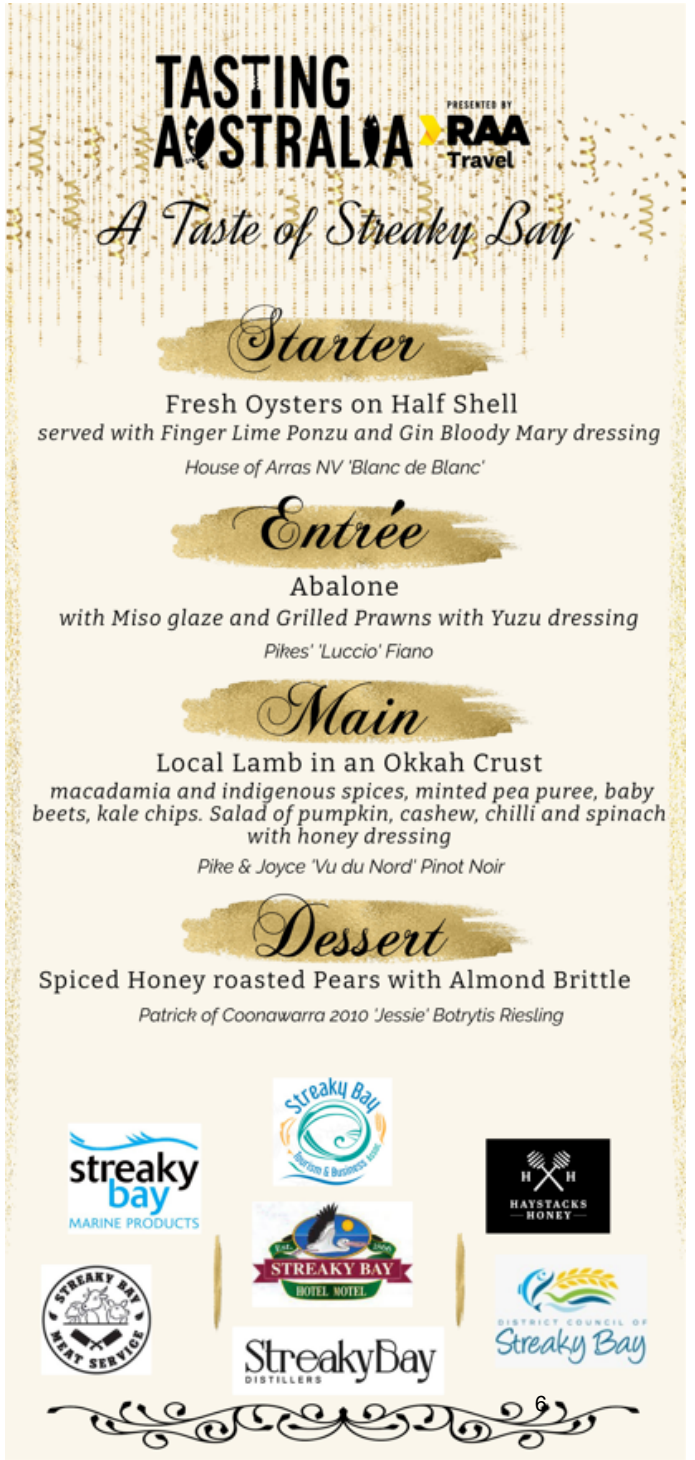 TASTING
AUSTRALIA
PRESENTED BY
RAA
Travel
A Taste of Streaky Bay
Starter
Fresh Oysters on Half Shell
served with Finger Lime Ponzu and Gin Bloody Mary dressing
House of Arras NV 'Blanc de Blanc'
Entrée
Abalone
with Miso glaze and Grilled Prawns with Yuzu dressing
Pikes' 'Luccio' Fiano
Main
Local Lamb in an Okkah Crust
macadamia and indigenous spices, minted pea puree, baby
beets, kale chips. Salad of pumpkin, cashew, chilli and spinach
with honey dressing
Pike & Joyce 'Vu du Nord' Pinot Noir
Dessert
Spiced Honey roasted Pears with Almond Brittle
Patrick of Coonawarra 2010 'Jessie' Botrytis Riesling
Streaky Bay
Tourism & Business Assoc
streaky
bay
MARINE PRODUCTS
H H
HAYSTACKS
HONEY
EST. 1866
STREAKY BAY
HOTEL MOTEL
STREAKY BAY
MEAT SERVICE
DISTRICT COUNCIL OF
Streaky Bay
StreakyBay
DISTILLERS
6